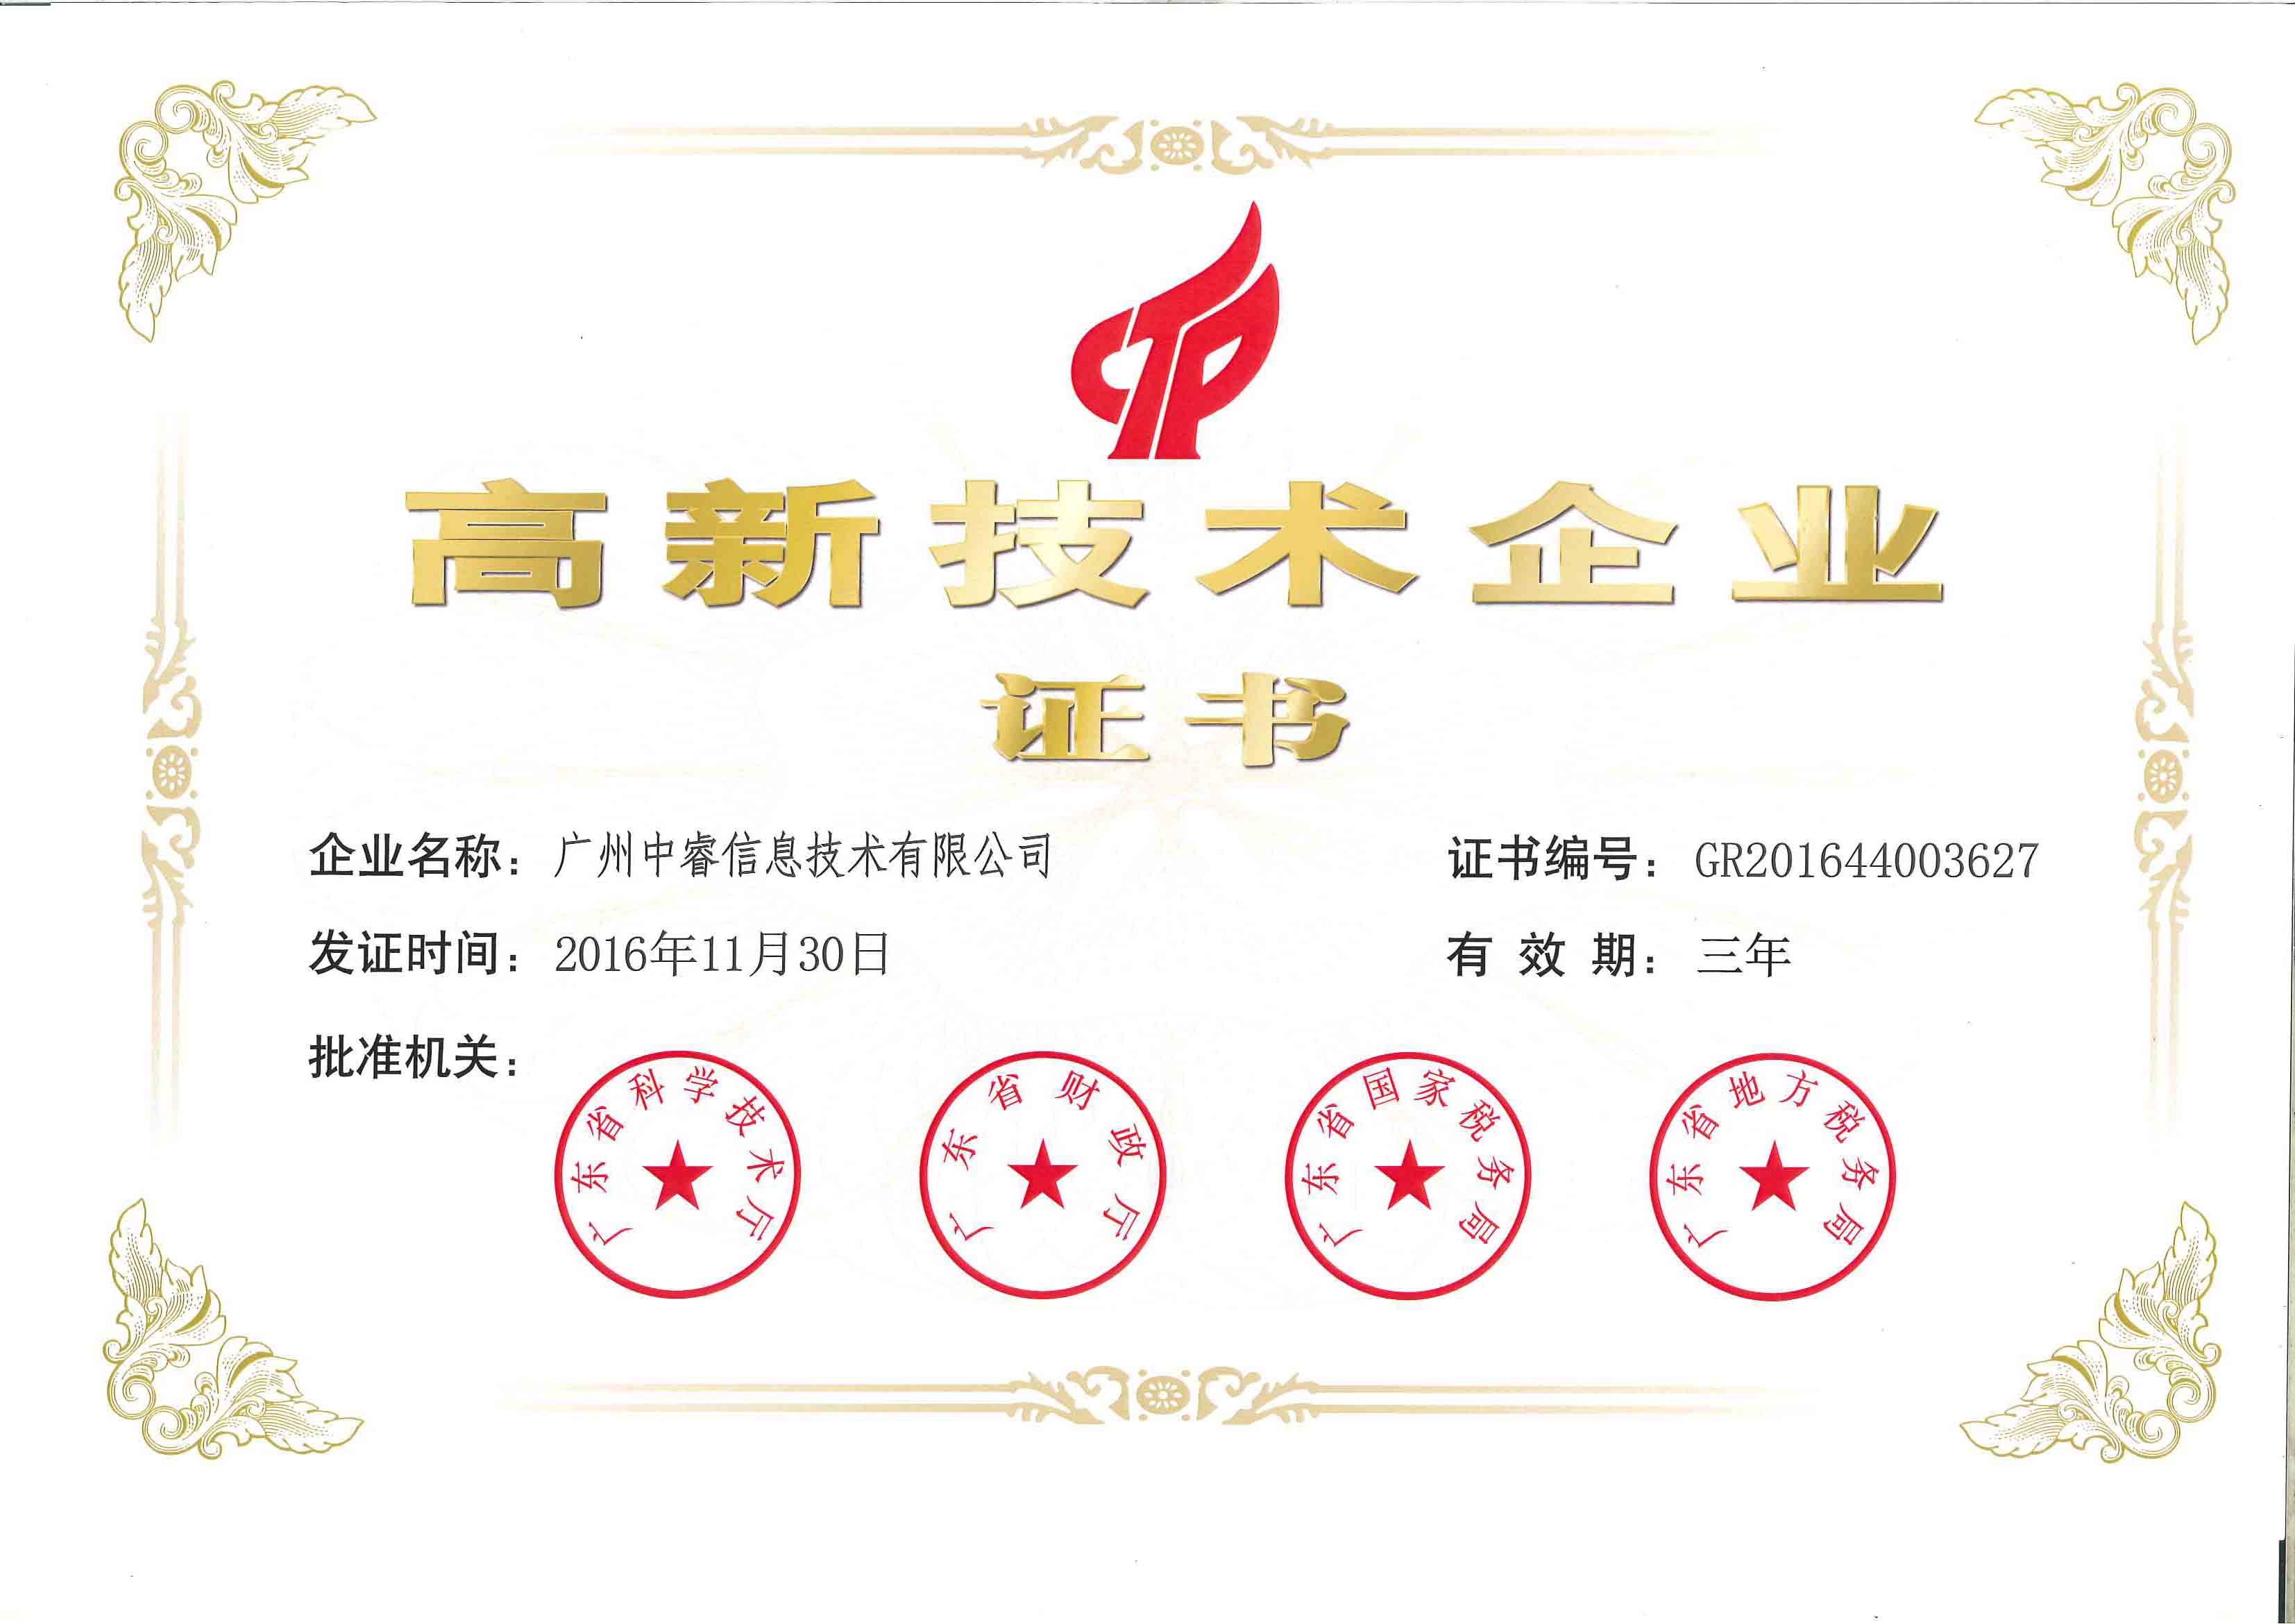 高新技术企业
证书
企业名称：广州中睿信息技术有限公司
证书编号：GR201644003627
发证时间：2016年11月30日
有效期：三年
批准机关：
广东省科学技术厅
广东省财政厅
广东省国家税务局
广东省地方税务局